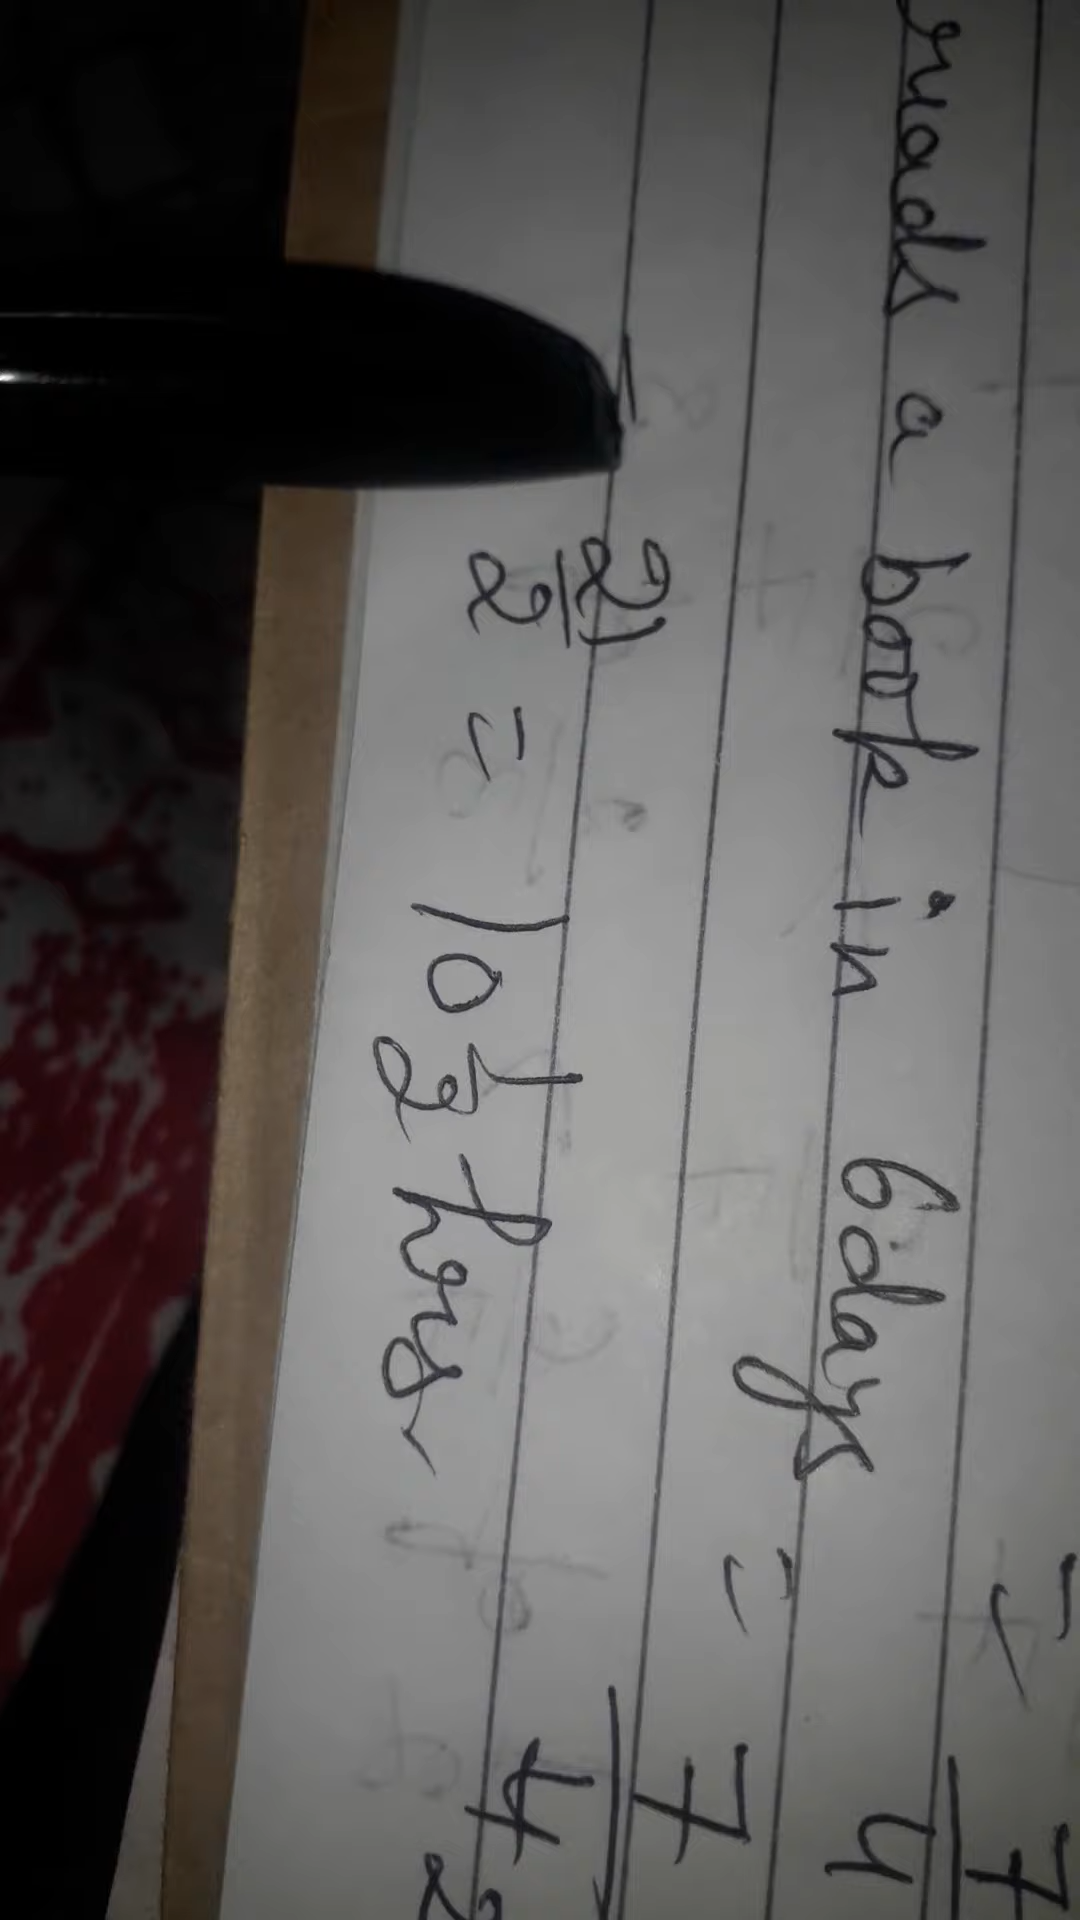 = 7/4
reads a book in 6 days = 7/4
= 21/2 = 10 1/2 hrs.